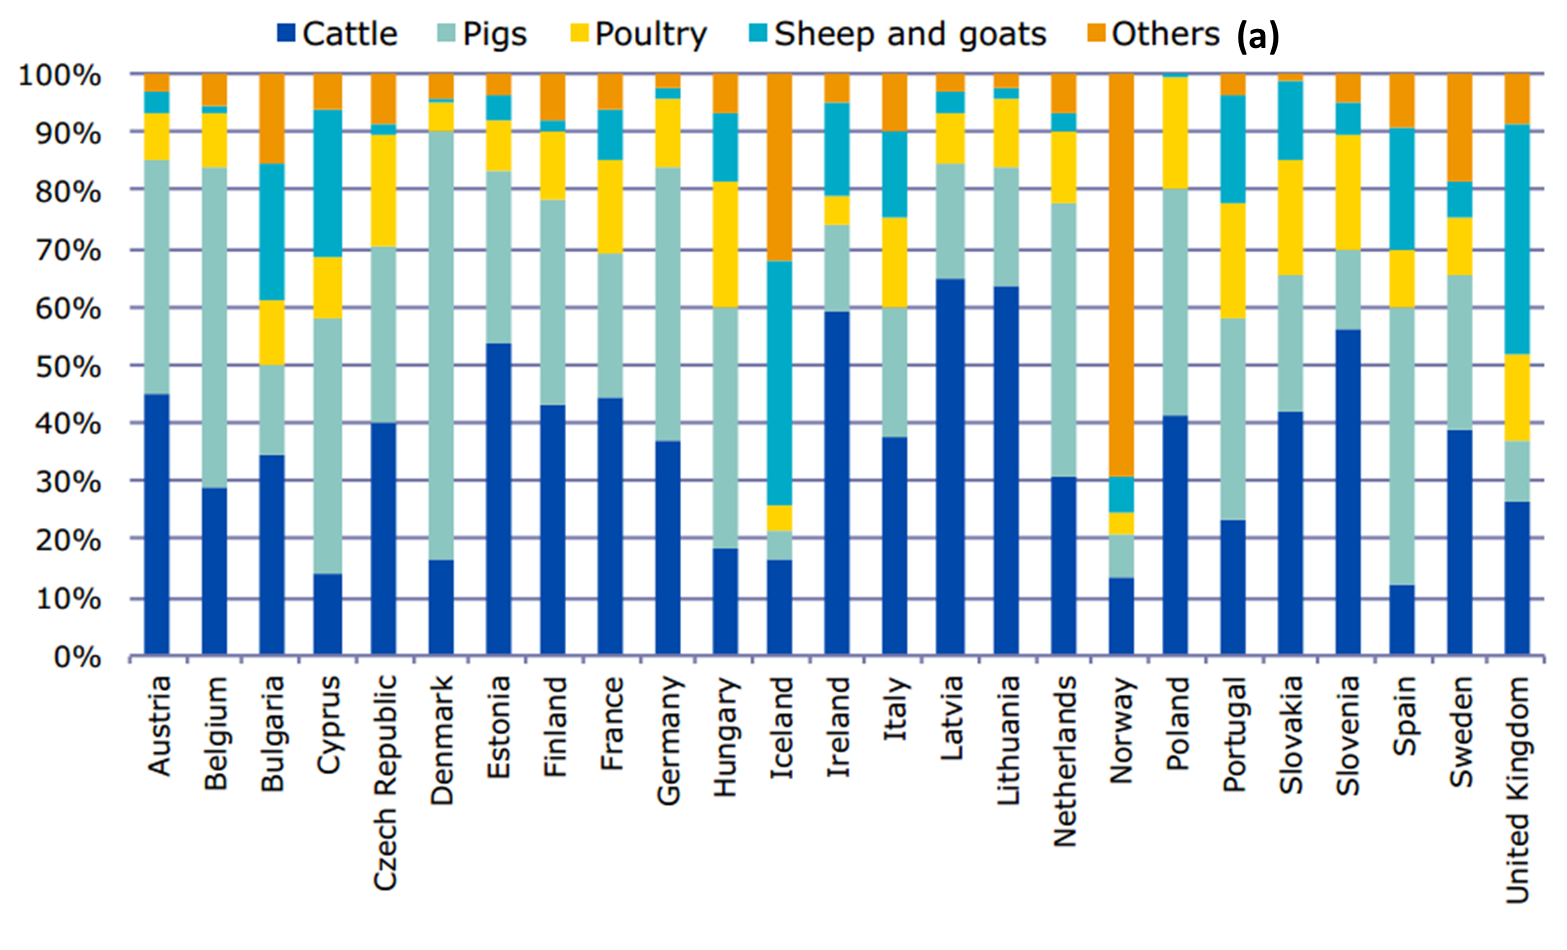 Cattle Pigs Poultry Sheep and goats Others (a)
100%
90%
80%
70%
60%
50%
40%
30%
20%
10%
0%
Austria
Belgium
Bulgaria
Cyprus
Czech Republic
Denmark
Estonia
Finland
France
Germany
Hungary
Iceland
Ireland
Italy
Latvia
Lithuania
Netherlands
Norway
Poland
Portugal
Slovakia
Slovenia
Spain
Sweden
United Kingdom